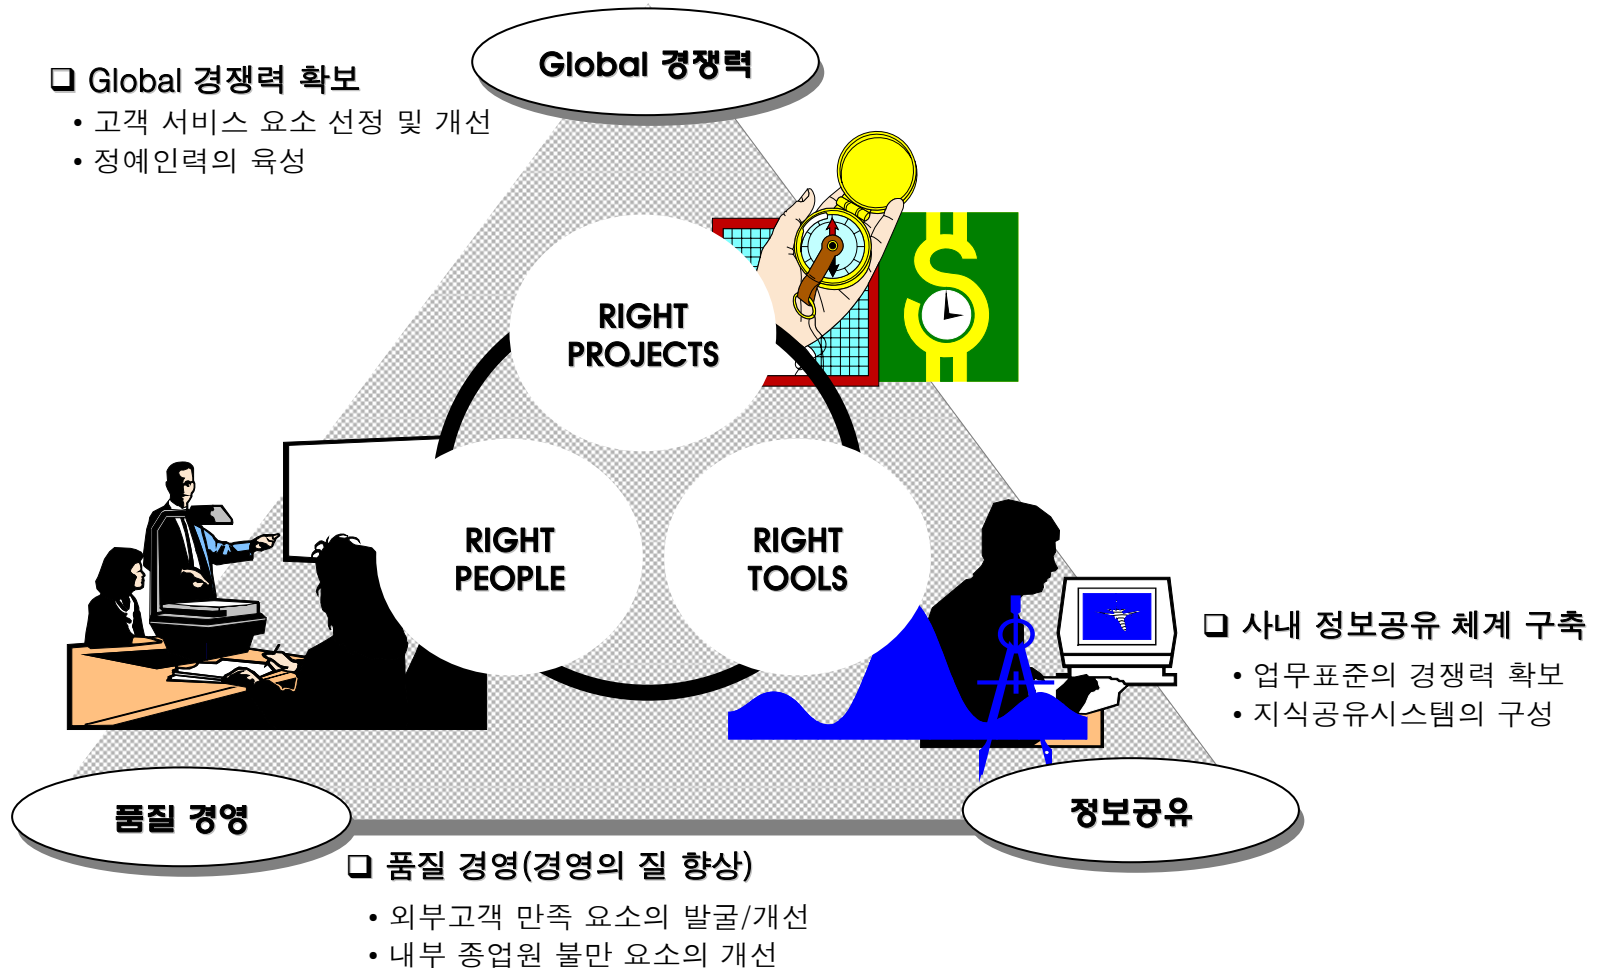 Global 경쟁력
❑ Global 경쟁력 확보
• 고객 서비스 요소 선정 및 개선
• 정예인력의 육성
RIGHT
PROJECTS
RIGHT
PEOPLE
RIGHT
TOOLS
❑ 사내 정보공유 체계 구축
• 업무표준의 경쟁력 확보
• 지식공유시스템의 구성
품질 경영
정보공유
❑ 품질 경영(경영의 질 향상)
• 외부고객 만족 요소의 발굴/개선
• 내부 종업원 불만 요소의 개선